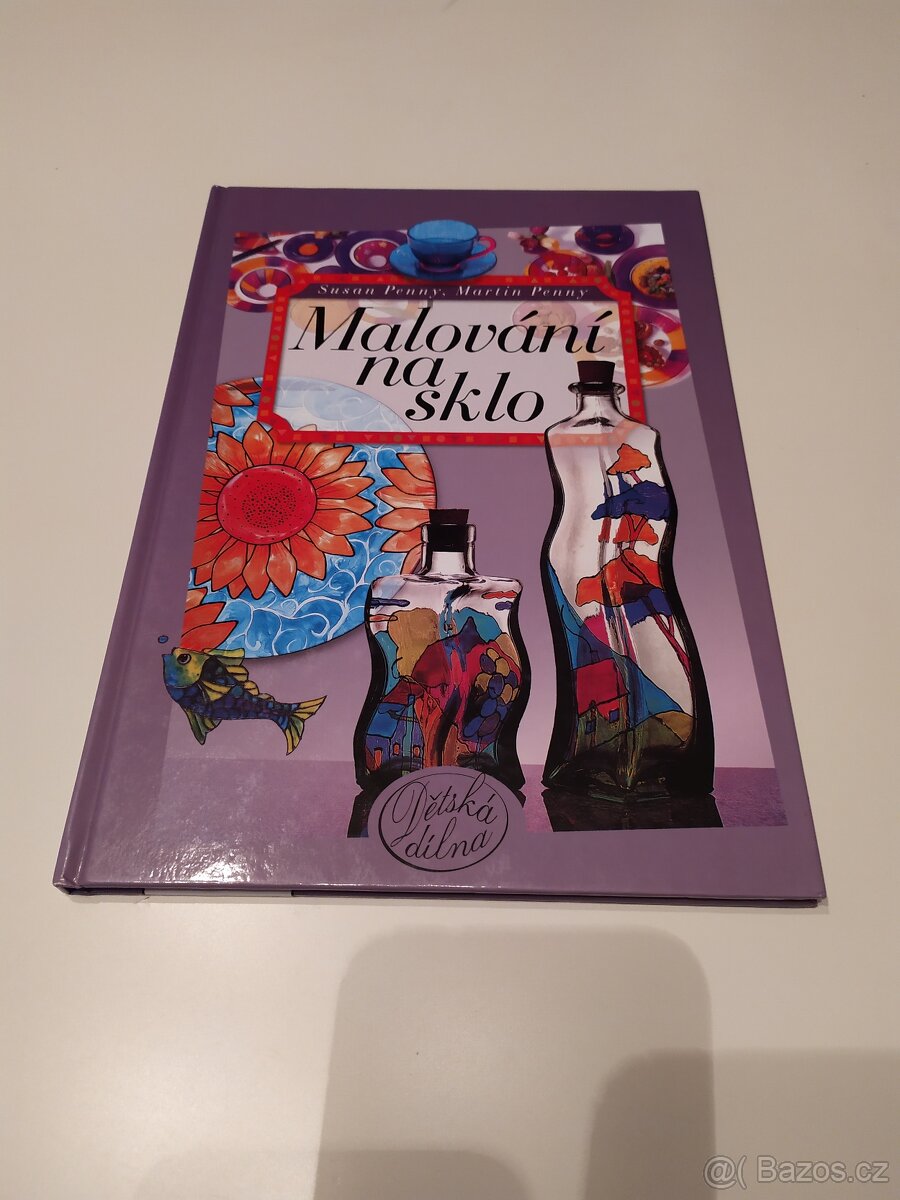 Susan Penny, Martin Penny
Malování
na
sklo
Dětská
dílna
@( Bazos.cz